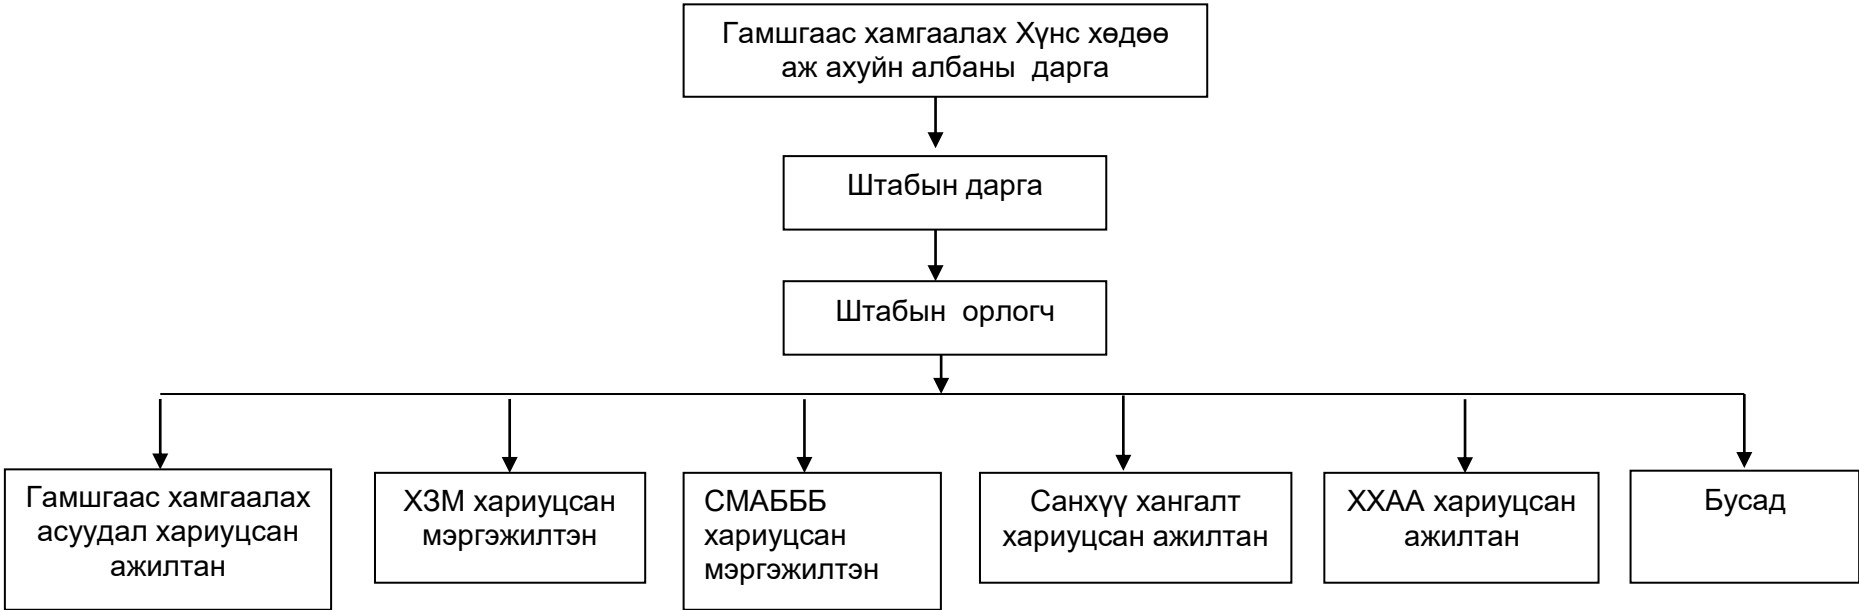 Гамшгаас хамгаалах Хүнс хөдөө
аж ахуйн албаны дарга
Штабын дарга
Штабын орлогч
Гамшгаас хамгаалах
асуудал хариуцсан
ажилтан
ХЗМ хариуцсан
мэргэжилтэн
СМАБББ
хариуцсан
мэргэжилтэн
Санхүү хангалт
хариуцсан ажилтан
ХХАА хариуцсан
ажилтан
Бусад